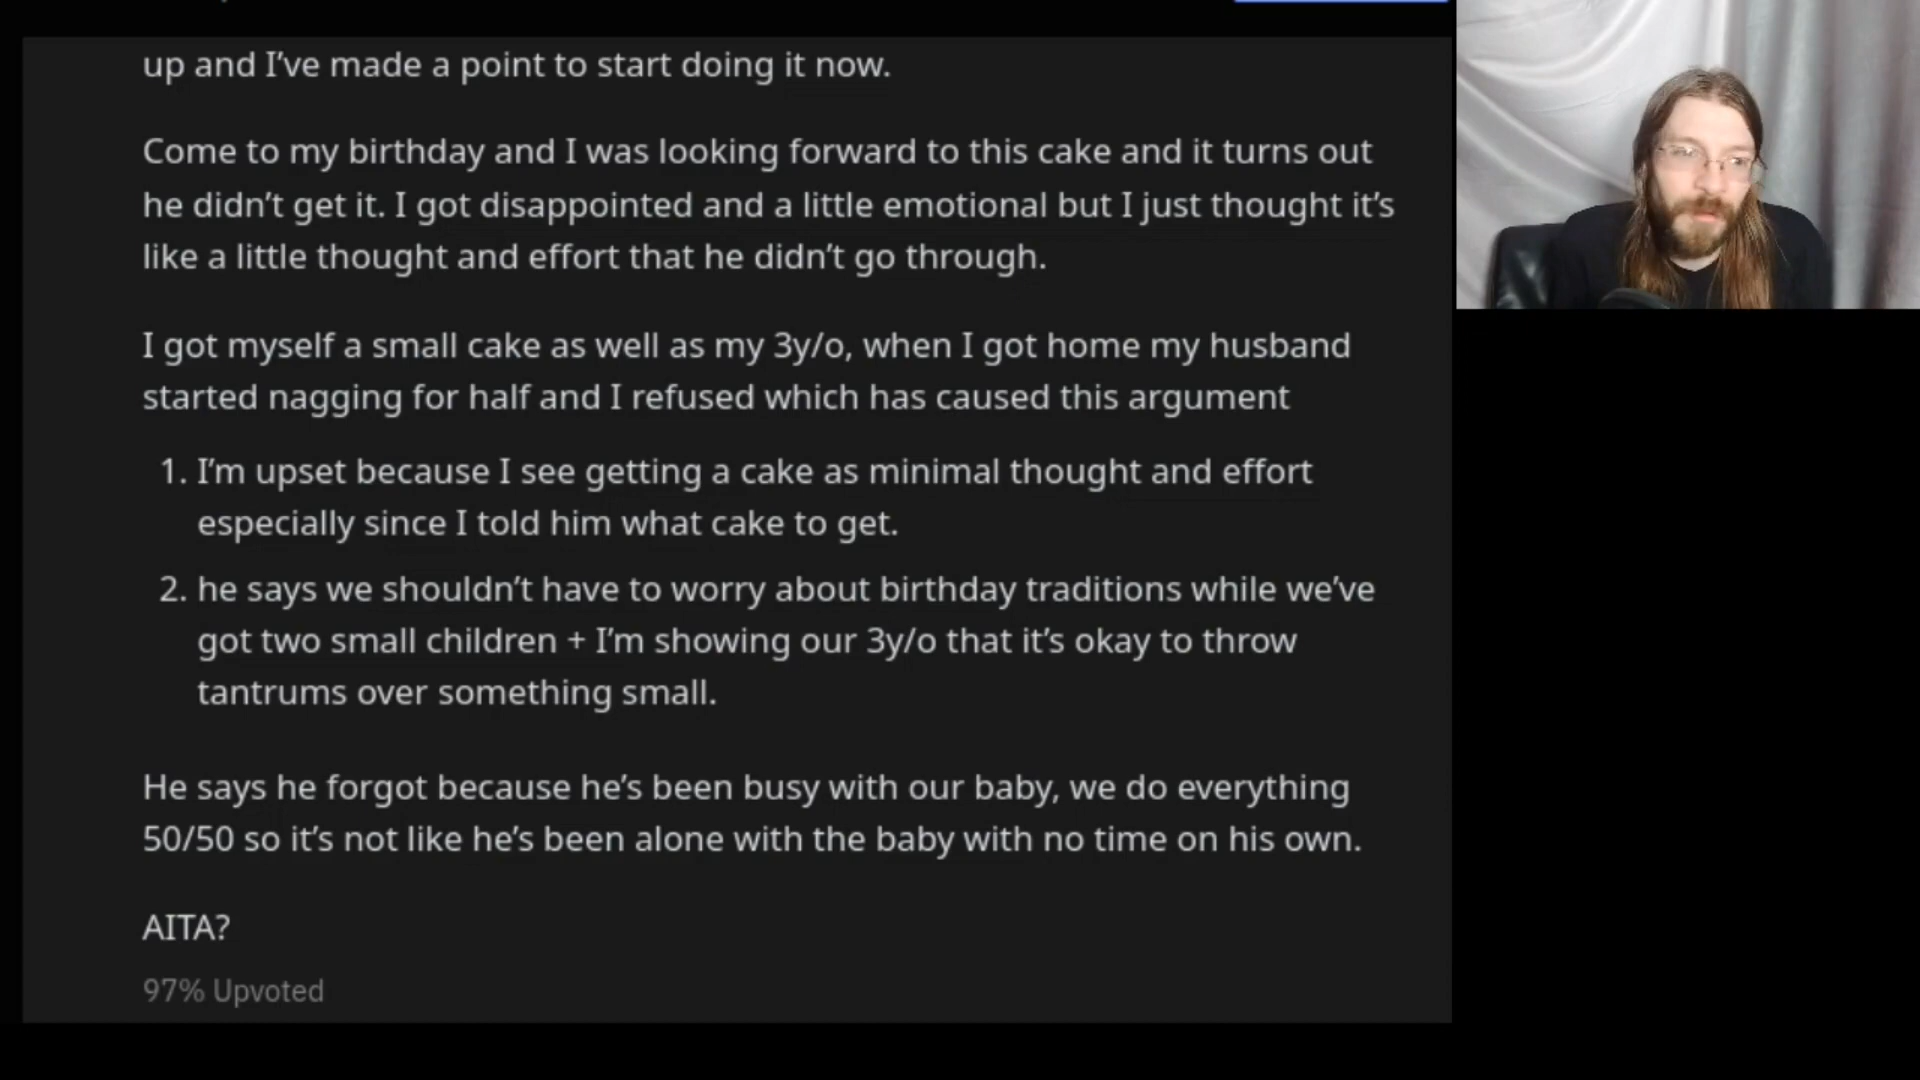 up and I've made a point to start doing it now.
Come to my birthday and I was looking forward to this cake and it turns out
he didn't get it. I got disappointed and a little emotional but I just thought it's
like a little thought and effort that he didn't go through.
I got myself a small cake as well as my 3y/o, when I got home my husband
started nagging for half and I refused which has caused this argument
1. I'm upset because I see getting a cake as minimal thought and effort
especially since I told him what cake to get.
2. he says we shouldn't have to worry about birthday traditions while we've
got two small children + I'm showing our 3y/o that it's okay to throw
tantrums over something small.
He says he forgot because he's been busy with our baby, we do everything
50/50 so it's not like he's been alone with the baby with no time on his own.
AITA?
97% Upvoted